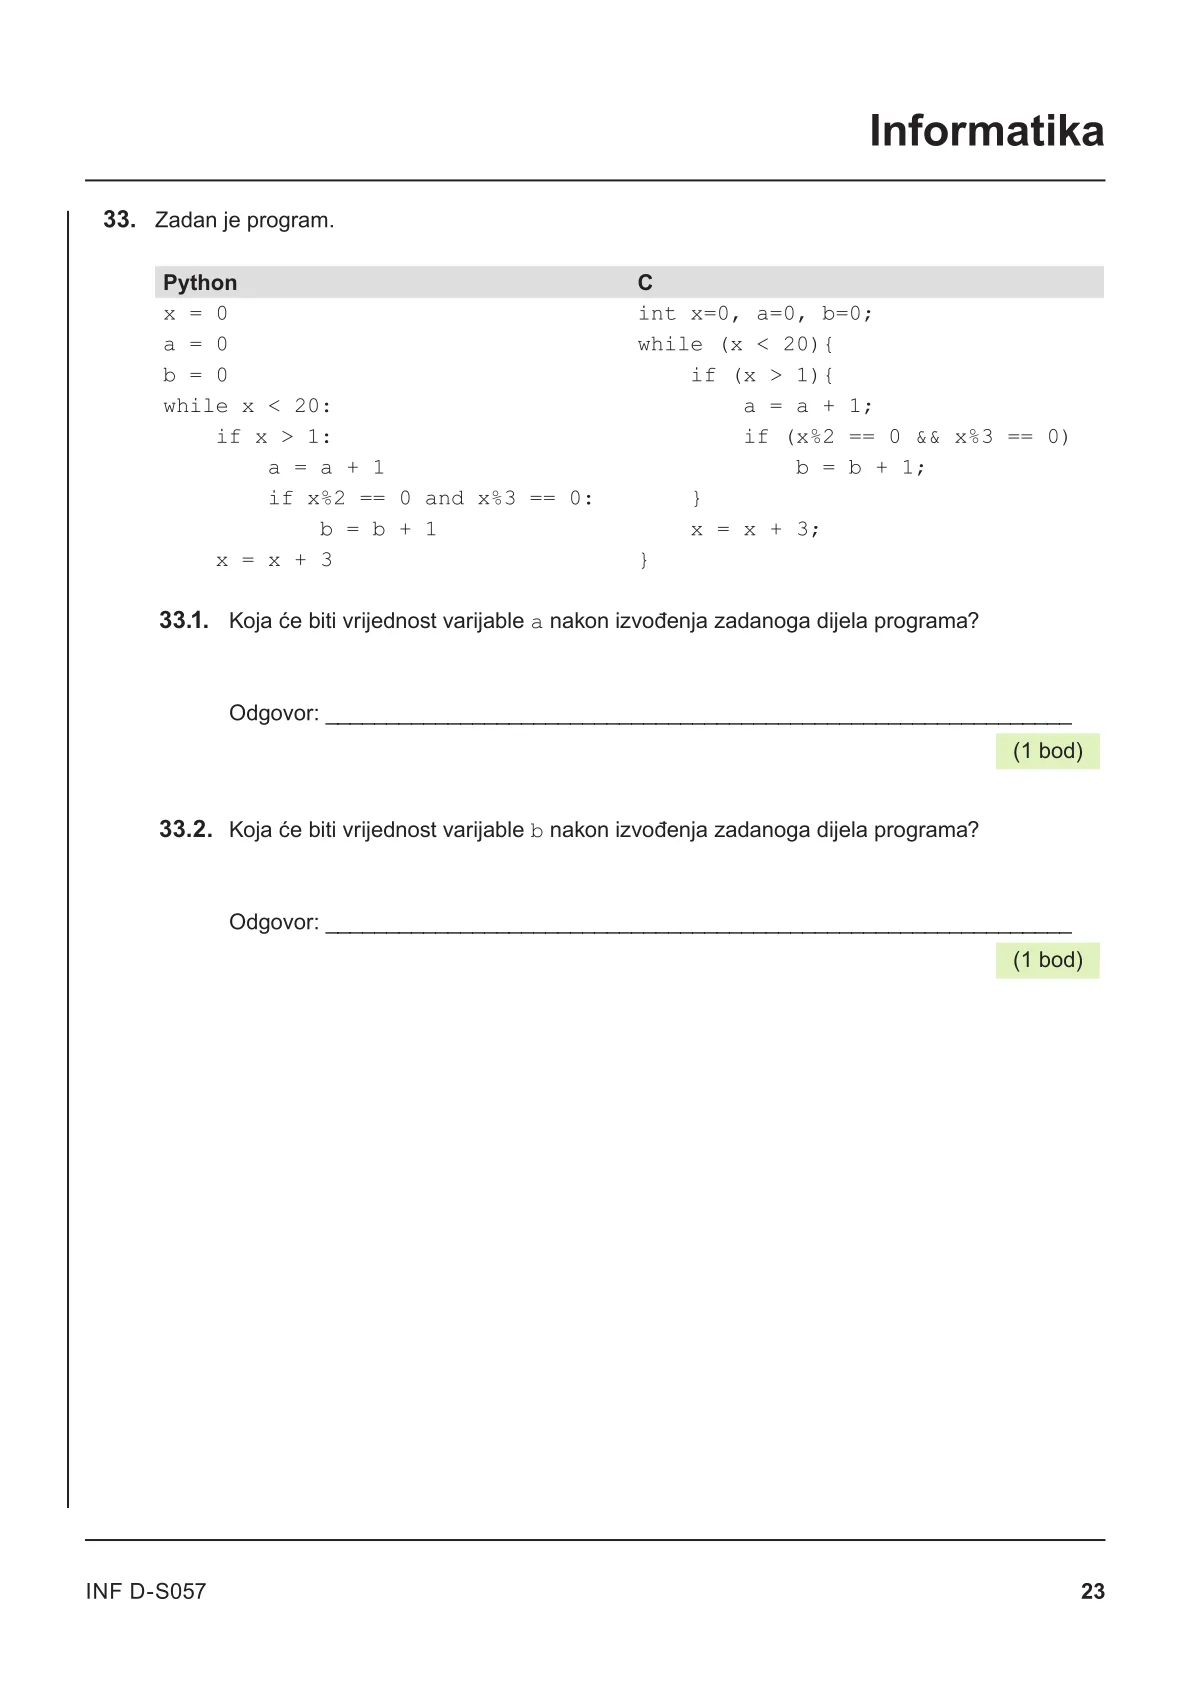 Informatika
33. Zadan je program.
Python
x = 0
a = 0
b = 0
while x < 20:
    if x > 1:
        a = a + 1
        if x%2 == 0 and x%3 == 0:
            b = b + 1
    x = x + 3
C
int x=0, a=0, b=0;
while (x < 20){
    if (x > 1){
        a = a + 1;
        if (x%2 == 0 && x%3 == 0)
            b = b + 1;
    }
    x = x + 3;
}
33.1. Koja će biti vrijednost varijable a nakon izvođenja zadanoga dijela programa?
Odgovor: _____________________________________________________________
(1 bod)
33.2. Koja će biti vrijednost varijable b nakon izvođenja zadanoga dijela programa?
Odgovor: _____________________________________________________________
(1 bod)
INF D-S057
23